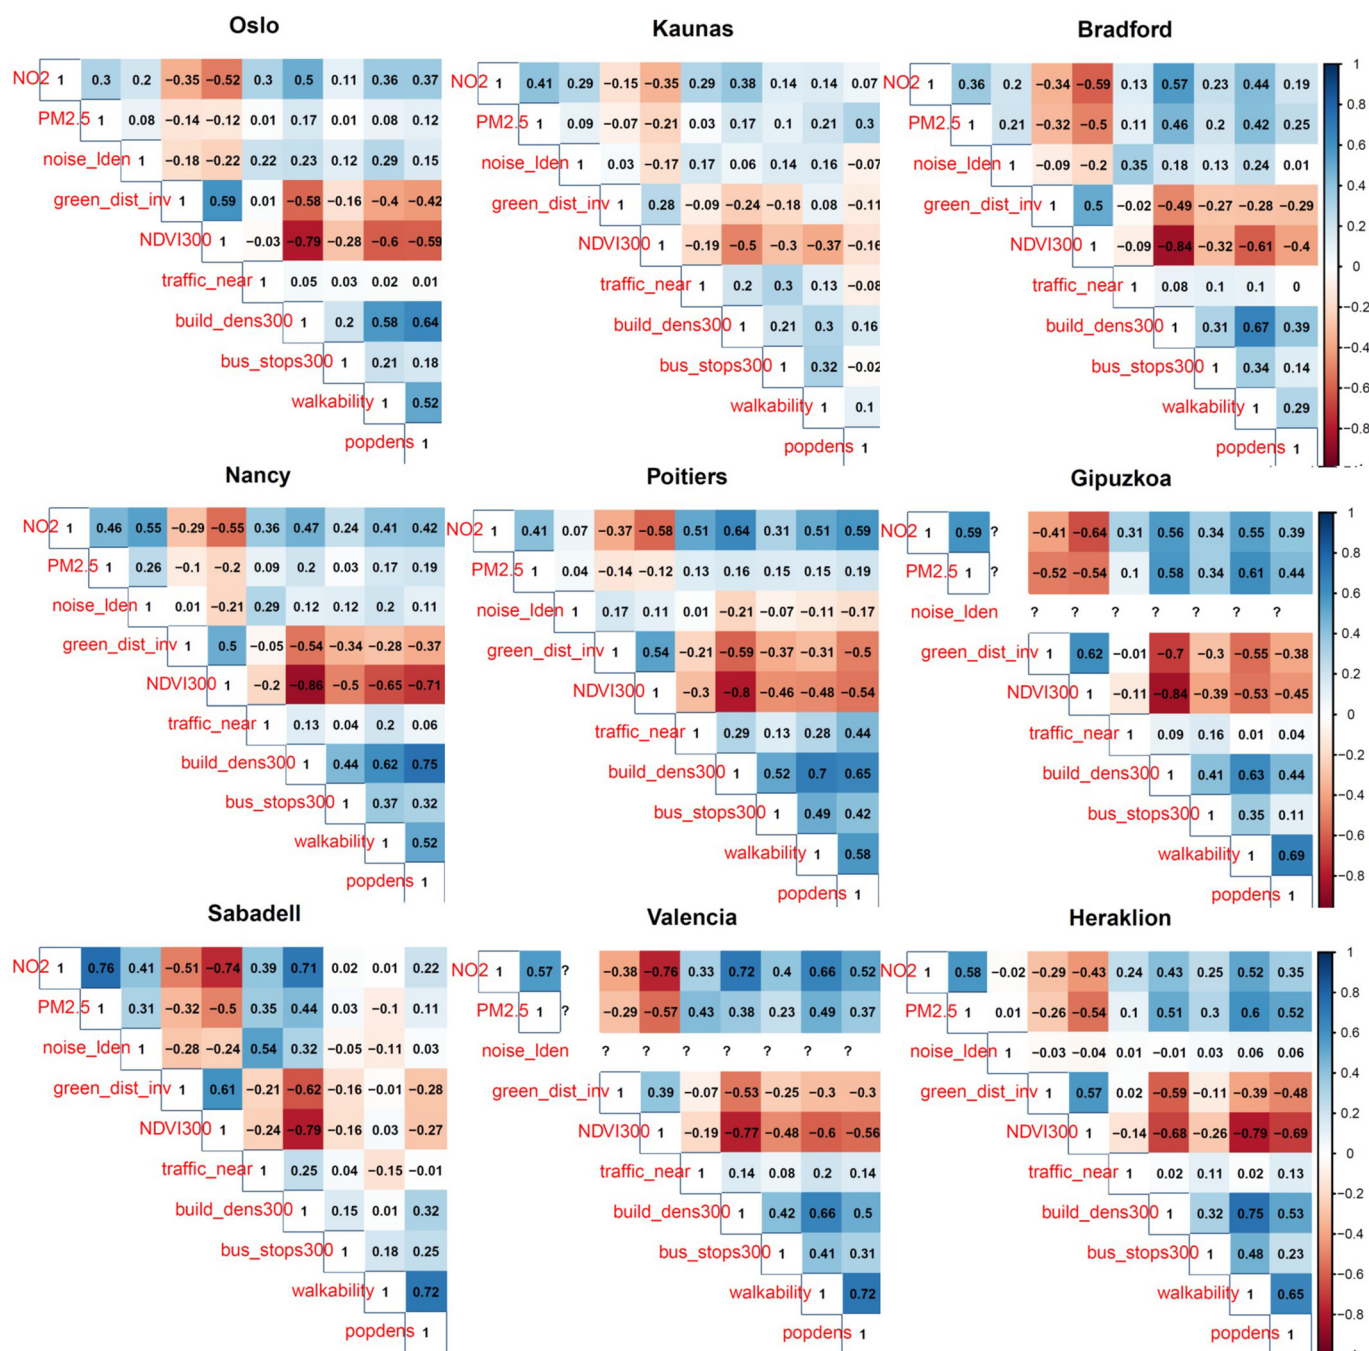 Oslo Kaunas Bradford
NO2 1 0.3 0.2 −0.35 −0.52 0.3 0.5 0.11 0.36 0.37
PM2.5 1 0.08 −0.14 −0.12 0.01 0.17 0.01 0.08 0.12
noise_lden 1 −0.18 −0.22 0.22 0.23 0.12 0.29 0.15
green_dist_inv 1 0.59 0.01 −0.58 −0.16 −0.4 −0.42
NDVI300 1 −0.03 −0.79 −0.28 −0.6 −0.59
traffic_near 1 0.05 0.03 0.02 0.01
build_dens300 1 0.2 0.58 0.64
bus_stops300 1 0.21 0.18
walkability 1 0.52
popdens 1
NO2 1 0.41 0.29 −0.15 −0.35 0.29 0.38 0.14 0.14 0.07
PM2.5 1 0.09 −0.07 −0.21 0.03 0.17 0.1 0.21 0.3
noise_lden 1 0.03 −0.17 0.17 0.06 0.14 0.16 −0.07
green_dist_inv 1 0.28 −0.09 −0.24 −0.18 0.08 −0.11
NDVI300 1 −0.19 −0.5 −0.3 −0.37 −0.16
traffic_near 1 0.2 0.3 0.13 −0.08
build_dens300 1 0.21 0.3 0.16
bus_stops300 1 0.32 −0.02
walkability 1 0.1
popdens 1
NO2 1 0.36 0.2 −0.34 −0.59 0.13 0.57 0.23 0.44 0.19
PM2.5 1 0.21 −0.32 −0.5 0.11 0.46 0.2 0.42 0.25
noise_lden 1 −0.09 −0.2 0.35 0.18 0.13 0.24 0.01
green_dist_inv 1 0.5 −0.02 −0.49 −0.27 −0.28 −0.29
NDVI300 1 −0.09 −0.84 −0.32 −0.61 −0.4
traffic_near 1 0.08 0.1 0.1 0
build_dens300 1 0.31 0.67 0.39
bus_stops300 1 0.34 0.14
walkability 1 0.29
popdens 1
1
0.8
0.6
0.4
0.2
0
−0.2
−0.4
−0.6
−0.8
Nancy Poitiers Gipuzkoa
NO2 1 0.46 0.55 −0.29 −0.55 0.36 0.47 0.24 0.41 0.42
PM2.5 1 0.26 −0.1 −0.2 0.09 0.2 0.03 0.17 0.19
noise_lden 1 0.01 −0.21 0.29 0.12 0.12 0.2 0.11
green_dist_inv 1 0.5 −0.05 −0.54 −0.34 −0.28 −0.37
NDVI300 1 −0.2 −0.86 −0.5 −0.65 −0.71
traffic_near 1 0.13 0.04 0.2 0.06
build_dens300 1 0.44 0.62 0.75
bus_stops300 1 0.37 0.32
walkability 1 0.52
popdens 1
NO2 1 0.41 0.07 −0.37 −0.58 0.51 0.64 0.31 0.51 0.59
PM2.5 1 0.04 −0.14 −0.12 0.13 0.16 0.15 0.15 0.19
noise_lden 1 0.17 0.11 0.01 −0.21 −0.07 −0.11 −0.17
green_dist_inv 1 0.54 −0.21 −0.59 −0.37 −0.31 −0.5
NDVI300 1 −0.3 −0.8 −0.46 −0.48 −0.54
traffic_near 1 0.29 0.13 0.28 0.44
build_dens300 1 0.52 0.7 0.65
bus_stops300 1 0.49 0.42
walkability 1 0.58
popdens 1
NO2 1 0.59 ? −0.41 −0.64 0.31 0.56 0.34 0.55 0.39
PM2.5 1 ? −0.52 −0.54 0.1 0.58 0.34 0.61 0.44
noise_lden ? ? ? ? ? ? ?
green_dist_inv 1 0.62 −0.01 −0.7 −0.3 −0.55 −0.38
NDVI300 1 −0.11 −0.84 −0.39 −0.53 −0.45
traffic_near 1 0.09 0.16 0.01 0.04
build_dens300 1 0.41 0.63 0.44
bus_stops300 1 0.35 0.11
walkability 1 0.69
popdens 1
1
0.8
0.6
0.4
0.2
0
−0.2
−0.4
−0.6
−0.8
Sabadell Valencia Heraklion
NO2 1 0.76 0.41 −0.51 −0.74 0.39 0.71 0.02 0.01 0.22
PM2.5 1 0.31 −0.32 −0.5 0.35 0.44 0.03 −0.1 0.11
noise_lden 1 −0.28 −0.24 0.54 0.32 −0.05 −0.11 0.03
green_dist_inv 1 0.61 −0.21 −0.62 −0.16 −0.01 −0.28
NDVI300 1 −0.24 −0.79 −0.16 0.03 −0.27
traffic_near 1 0.25 0.04 −0.15 −0.01
build_dens300 1 0.15 0.01 0.32
bus_stops300 1 0.18 0.25
walkability 1 0.72
popdens 1
NO2 1 0.57 ? −0.38 −0.76 0.33 0.72 0.4 0.66 0.52
PM2.5 1 ? −0.29 −0.57 0.43 0.38 0.23 0.49 0.37
noise_lden ? ? ? ? ? ? ?
green_dist_inv 1 0.39 −0.07 −0.53 −0.25 −0.3 −0.3
NDVI300 1 −0.19 −0.77 −0.48 −0.6 −0.56
traffic_near 1 0.14 0.08 0.2 0.14
build_dens300 1 0.42 0.66 0.5
bus_stops300 1 0.41 0.31
walkability 1 0.72
popdens 1
NO2 1 0.58 −0.02 −0.29 −0.43 0.24 0.43 0.25 0.52 0.35
PM2.5 1 0.01 −0.26 −0.54 0.1 0.51 0.3 0.6 0.52
noise_lden 1 −0.03 −0.04 0.01 −0.01 0.03 0.06 0.06
green_dist_inv 1 0.57 0.02 −0.59 −0.11 −0.39 −0.48
NDVI300 1 −0.14 −0.68 −0.26 −0.79 −0.69
traffic_near 1 0.02 0.11 0.02 0.13
build_dens300 1 0.32 0.75 0.53
bus_stops300 1 0.48 0.23
walkability 1 0.65
popdens 1
1
0.8
0.6
0.4
0.2
0
−0.2
−0.4
−0.6
−0.8